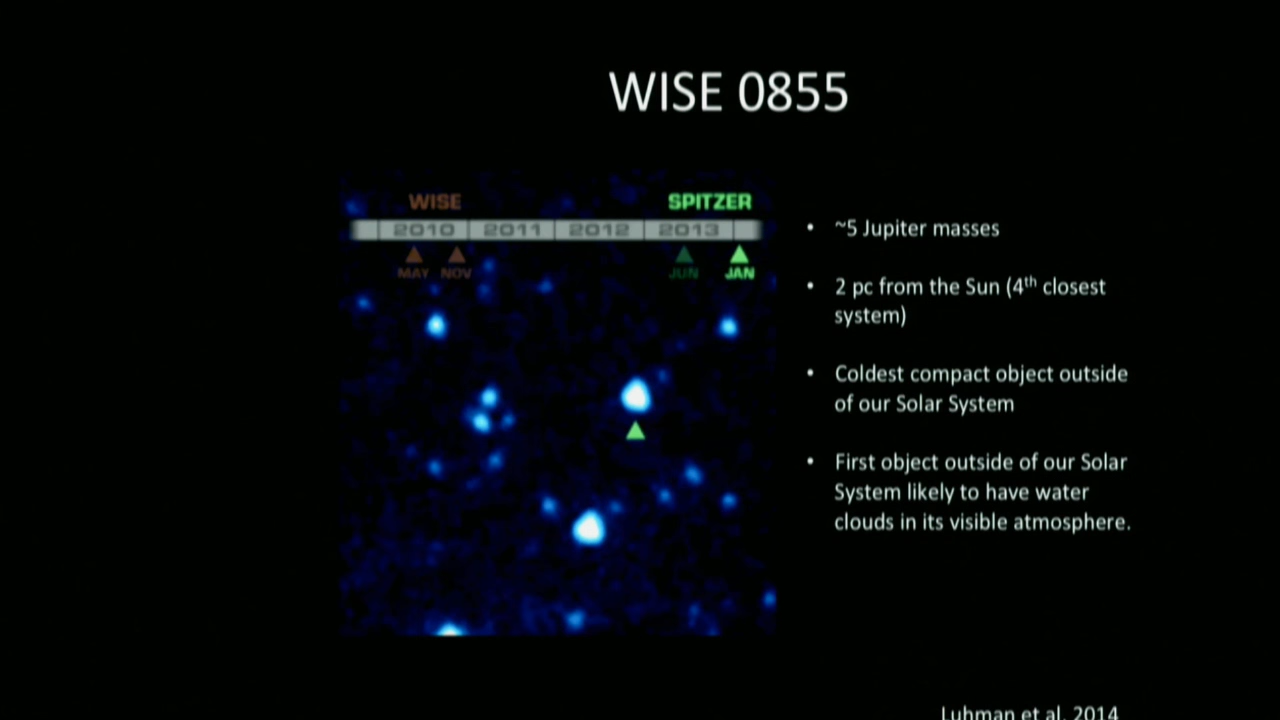 WISE 0855
WISE SPITZER
2010 2011 2012 2013
MAY NOV JUN JAN
• ~5 Jupiter masses
• 2 pc from the Sun (4th closest
system)
• Coldest compact object outside
of our Solar System
• First object outside of our Solar
System likely to have water
clouds in its visible atmosphere.
Luhman et al. 2014